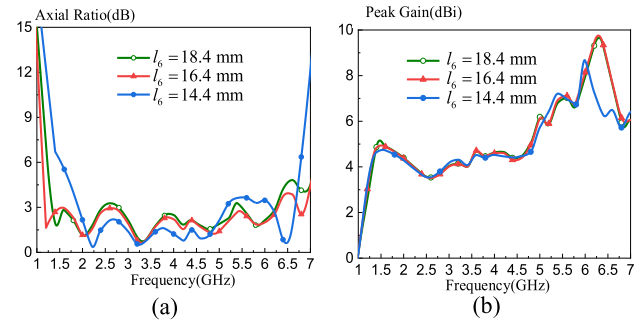 Axial Ratio(dB)
15
12
9
6
3
0
l6 = 18.4 mm
l6 = 16.4 mm
l6 = 14.4 mm
1 1.5 2 2.5 3 3.5 4 4.5 5 5.5 6 6.5 7
Frequency(GHz)
(a)
Peak Gain(dBi)
10
8
6
4
2
0
l6 = 18.4 mm
l6 = 16.4 mm
l6 = 14.4 mm
1 1.5 2 2.5 3 3.5 4 4.5 5 5.5 6 6.5 7
Frequency(GHz)
(b)